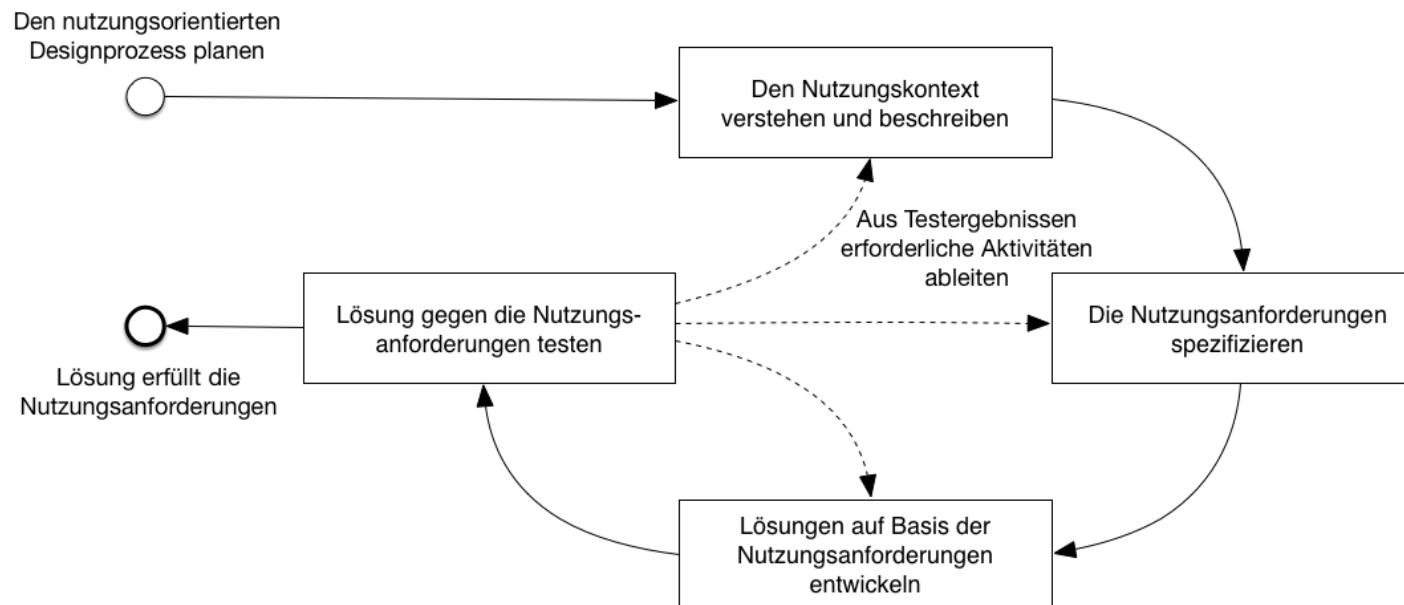 Den nutzungsorientierten
Designprozess planen
Den Nutzungskontext
verstehen und beschreiben
Aus Testergebnissen
erforderliche Aktivitäten
ableiten
Lösung gegen die Nutzungs-
anforderungen testen
Die Nutzungsanforderungen
spezifizieren
Lösung erfüllt die
Nutzungsanforderungen
Lösungen auf Basis der
Nutzungsanforderungen
entwickeln